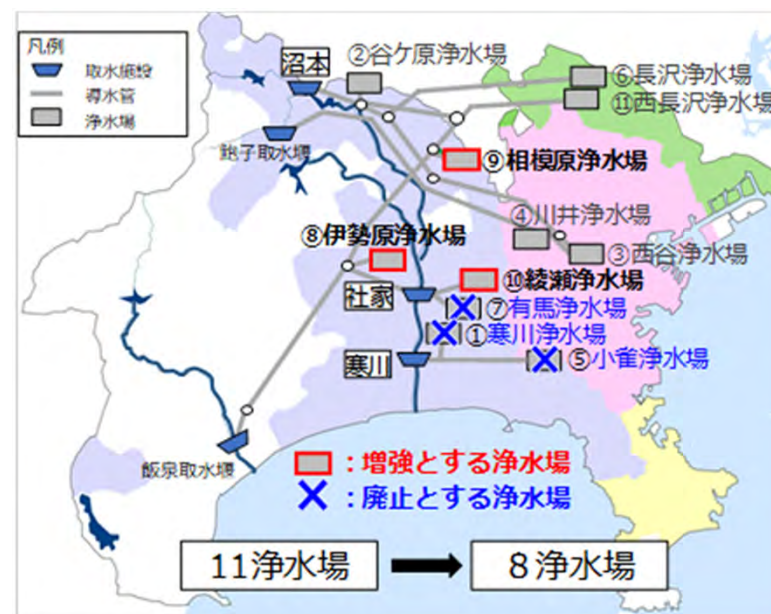 凡例
取水施設
導水管
浄水場
沼本
②谷ケ原浄水場
⑥長沢浄水場
⑪西長沢浄水場
鮑子取水堰
⑨相模原浄水場
④川井浄水場
③西谷浄水場
⑧伊勢原浄水場
⑩綾瀬浄水場
社家
⑦有馬浄水場
①寒川浄水場
寒川
⑤小雀浄水場
飯泉取水堰
：増強とする浄水場
：廃止とする浄水場
11浄水場
８浄水場